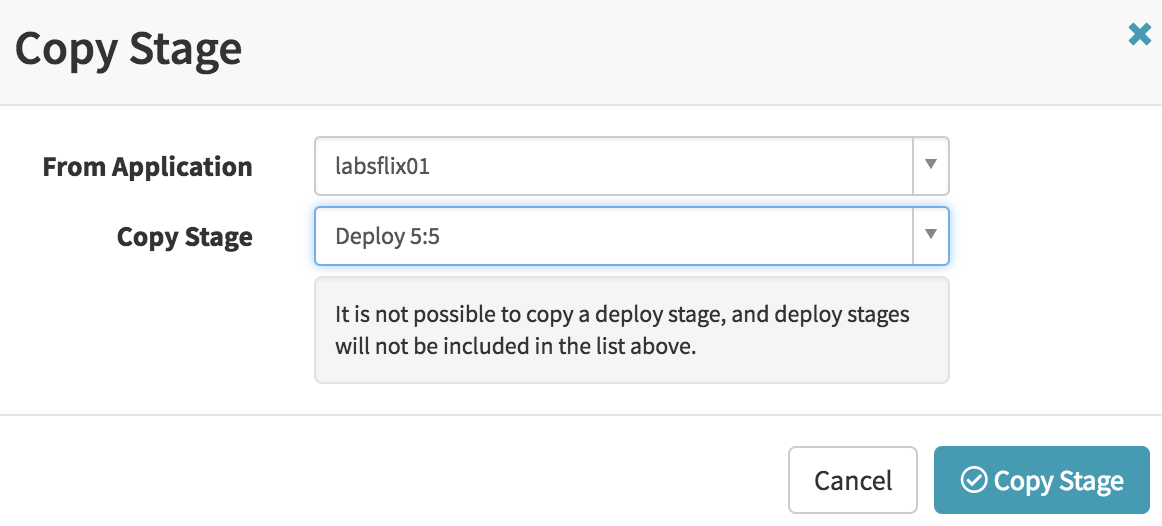 Copy Stage
From Application
labsflix01
Copy Stage
Deploy 5:5
It is not possible to copy a deploy stage, and deploy stages
will not be included in the list above.
Cancel
Copy Stage